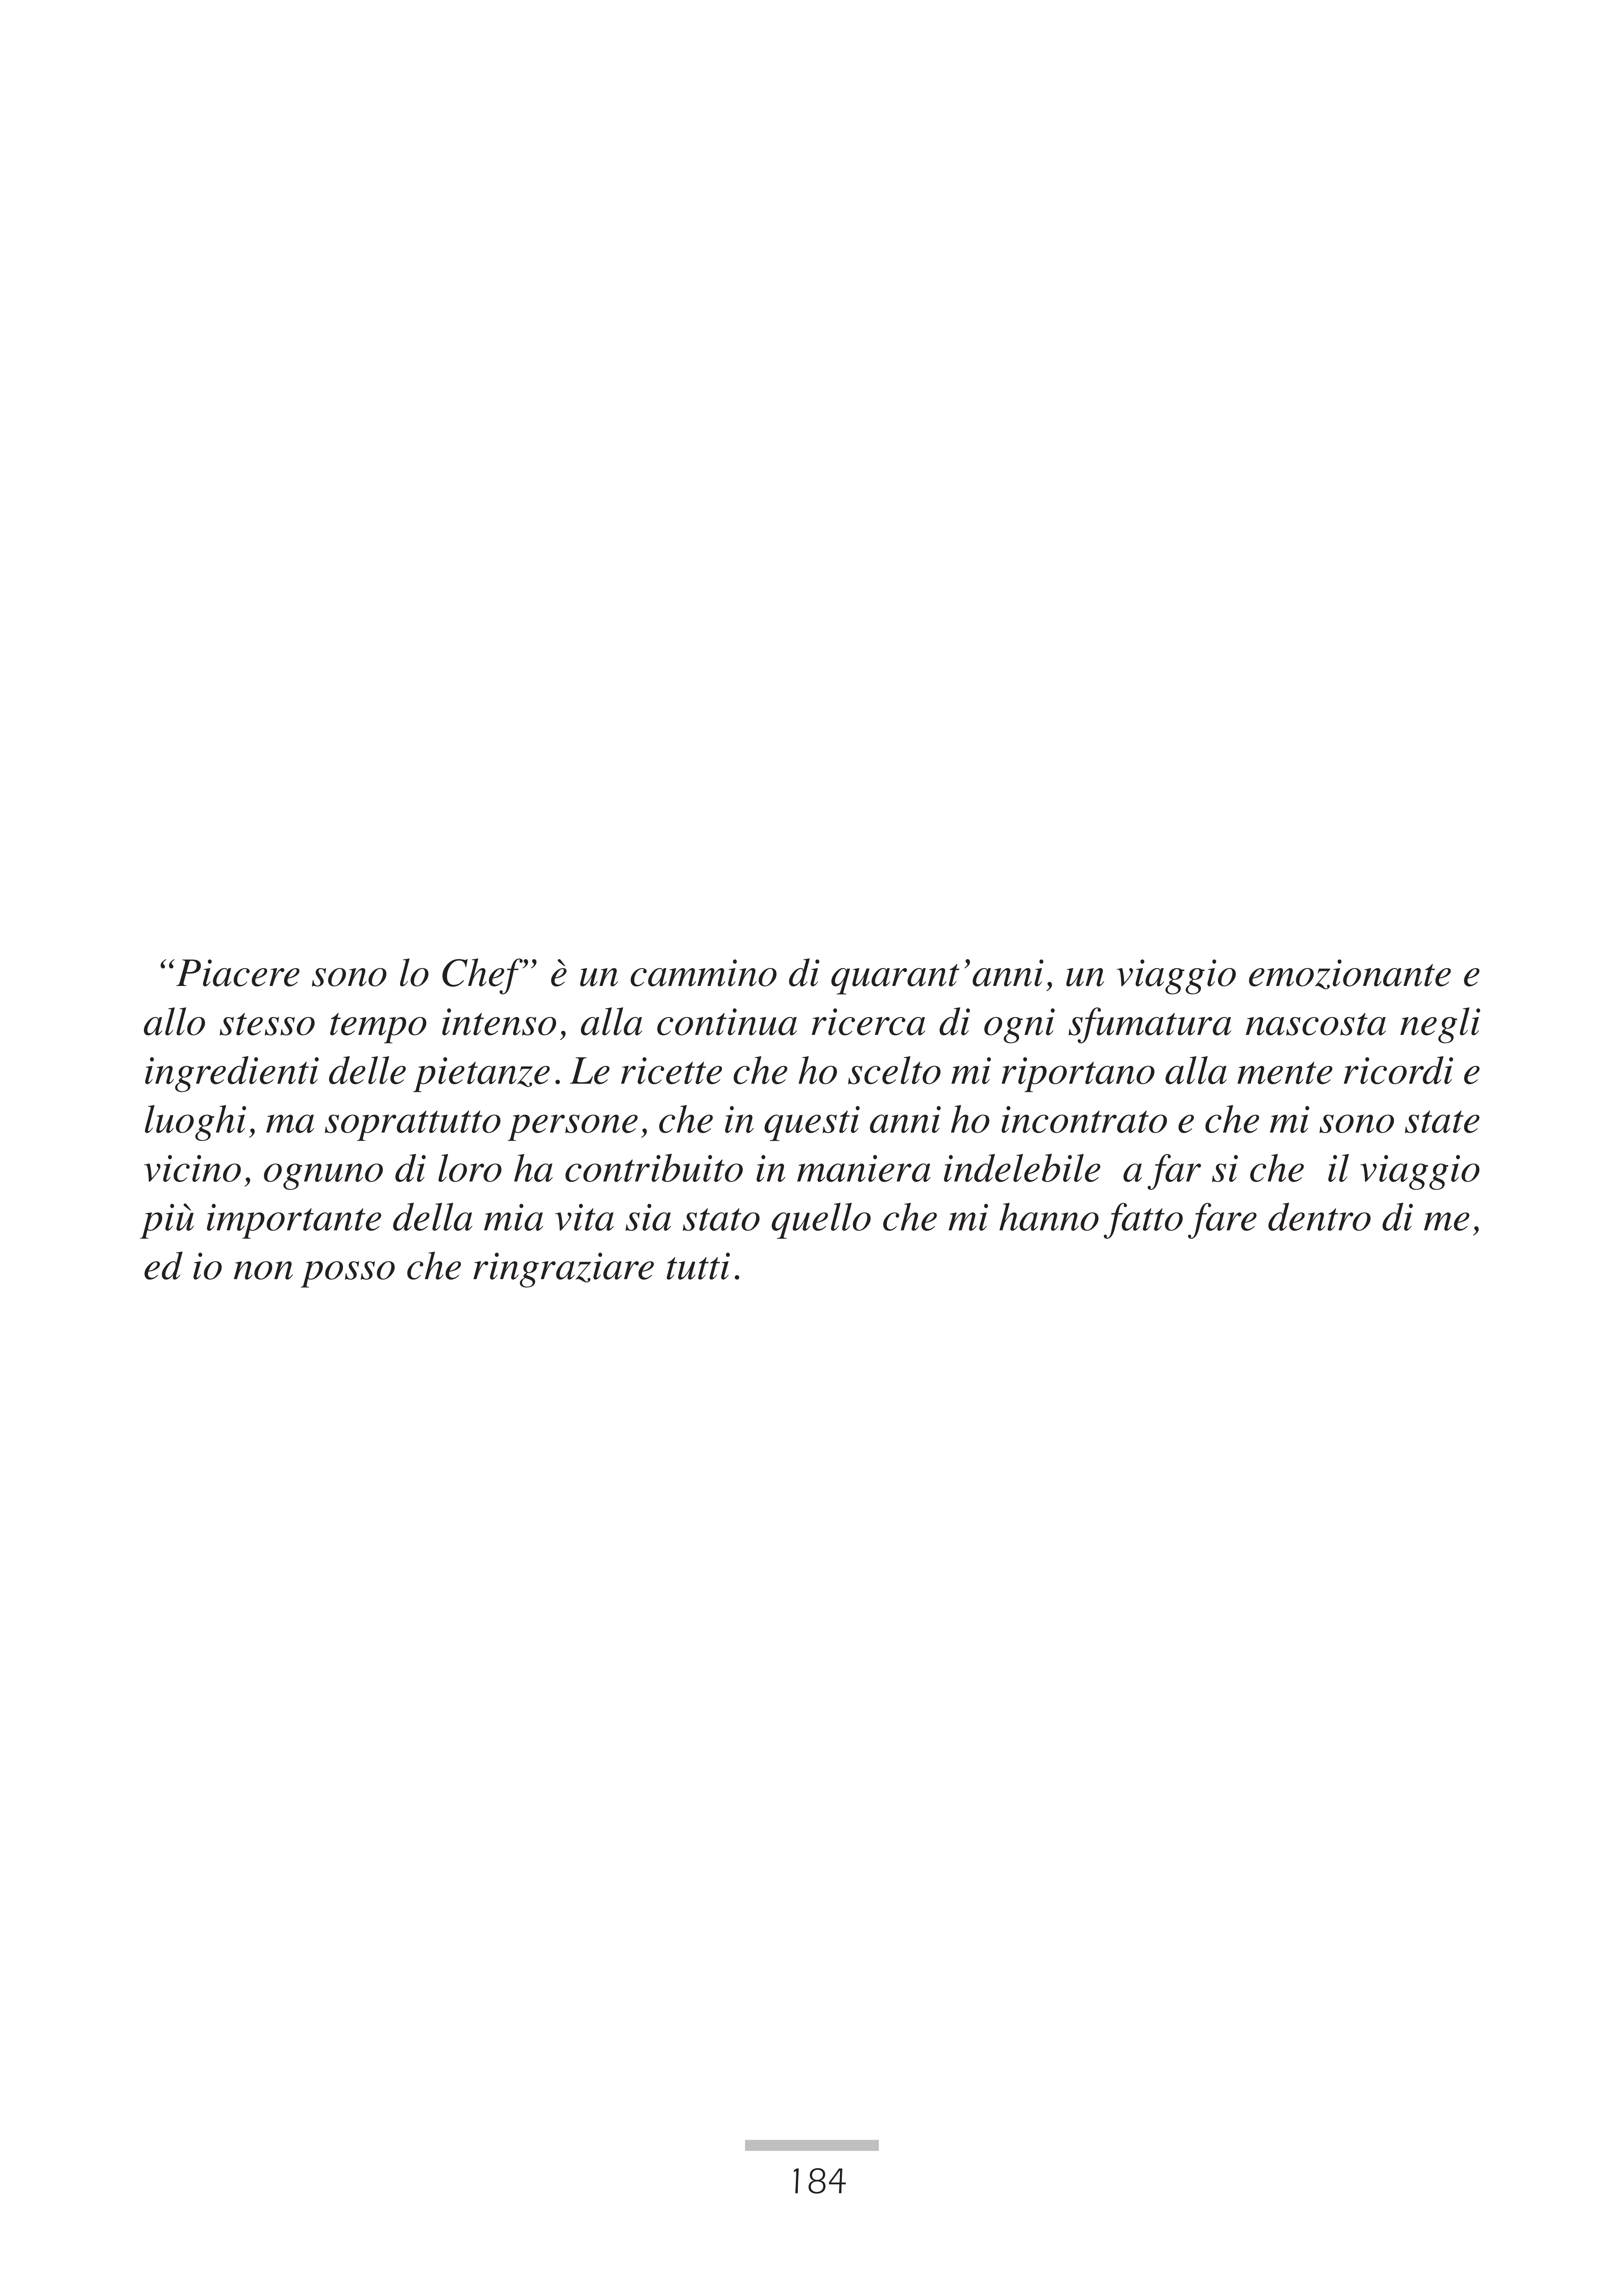 “Piacere sono lo Chef” è un cammino di quarant’anni, un viaggio emozionante e
allo stesso tempo intenso, alla continua ricerca di ogni sfumatura nascosta negli
ingredienti delle pietanze. Le ricette che ho scelto mi riportano alla mente ricordi e
luoghi, ma soprattutto persone, che in questi anni ho incontrato e che mi sono state
vicino, ognuno di loro ha contribuito in maniera indelebile  a far si che  il viaggio
più importante della mia vita sia stato quello che mi hanno fatto fare dentro di me,
ed io non posso che ringraziare tutti.
184